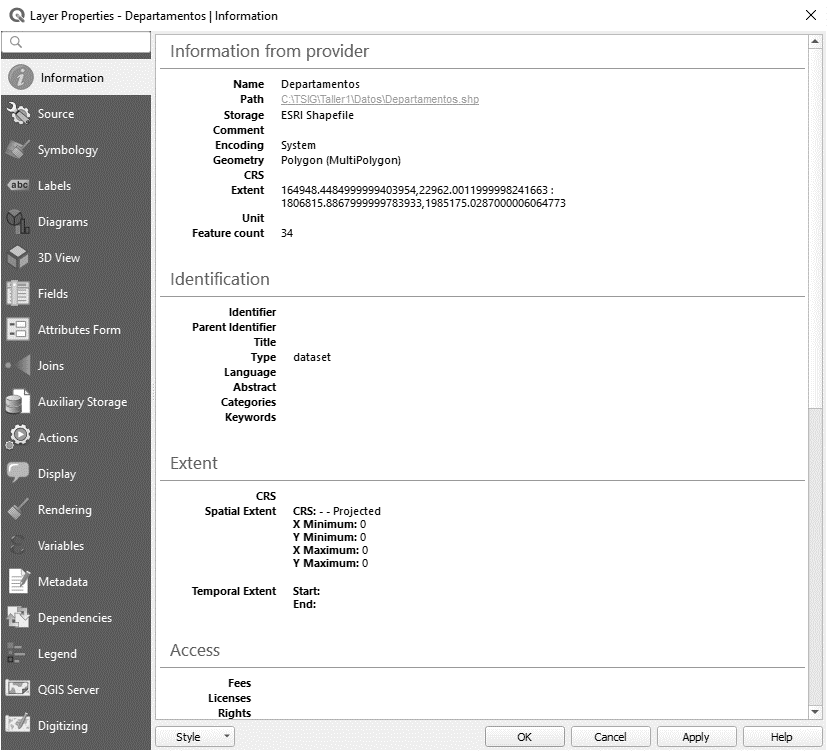 Layer Properties - Departamentos | Information
Information
Source
Symbology
abc Labels
Diagrams
3D View
Fields
Attributes Form
Joins
Auxiliary Storage
Actions
Display
Rendering
Variables
Metadata
Dependencies
Legend
QGIS Server
Digitizing
Information from provider
Name Departamentos
Path C:\TSIG\Taller1\Datos\Departamentos.shp
Storage ESRI Shapefile
Comment
Encoding System
Geometry Polygon (MultiPolygon)
CRS
Extent 164948.4484999999403954,22962.0011999998241663 :
1806815.8867999999783933,1985175.0287000006064773
Unit
Feature count 34
Identification
Identifier
Parent Identifier
Title
Type dataset
Language
Abstract
Categories
Keywords
Extent
CRS
Spatial Extent CRS: - - Projected
X Minimum: 0
Y Minimum: 0
X Maximum: 0
Y Maximum: 0
Temporal Extent Start:
End:
Access
Fees
Licenses
Rights
Style OK Cancel Apply Help